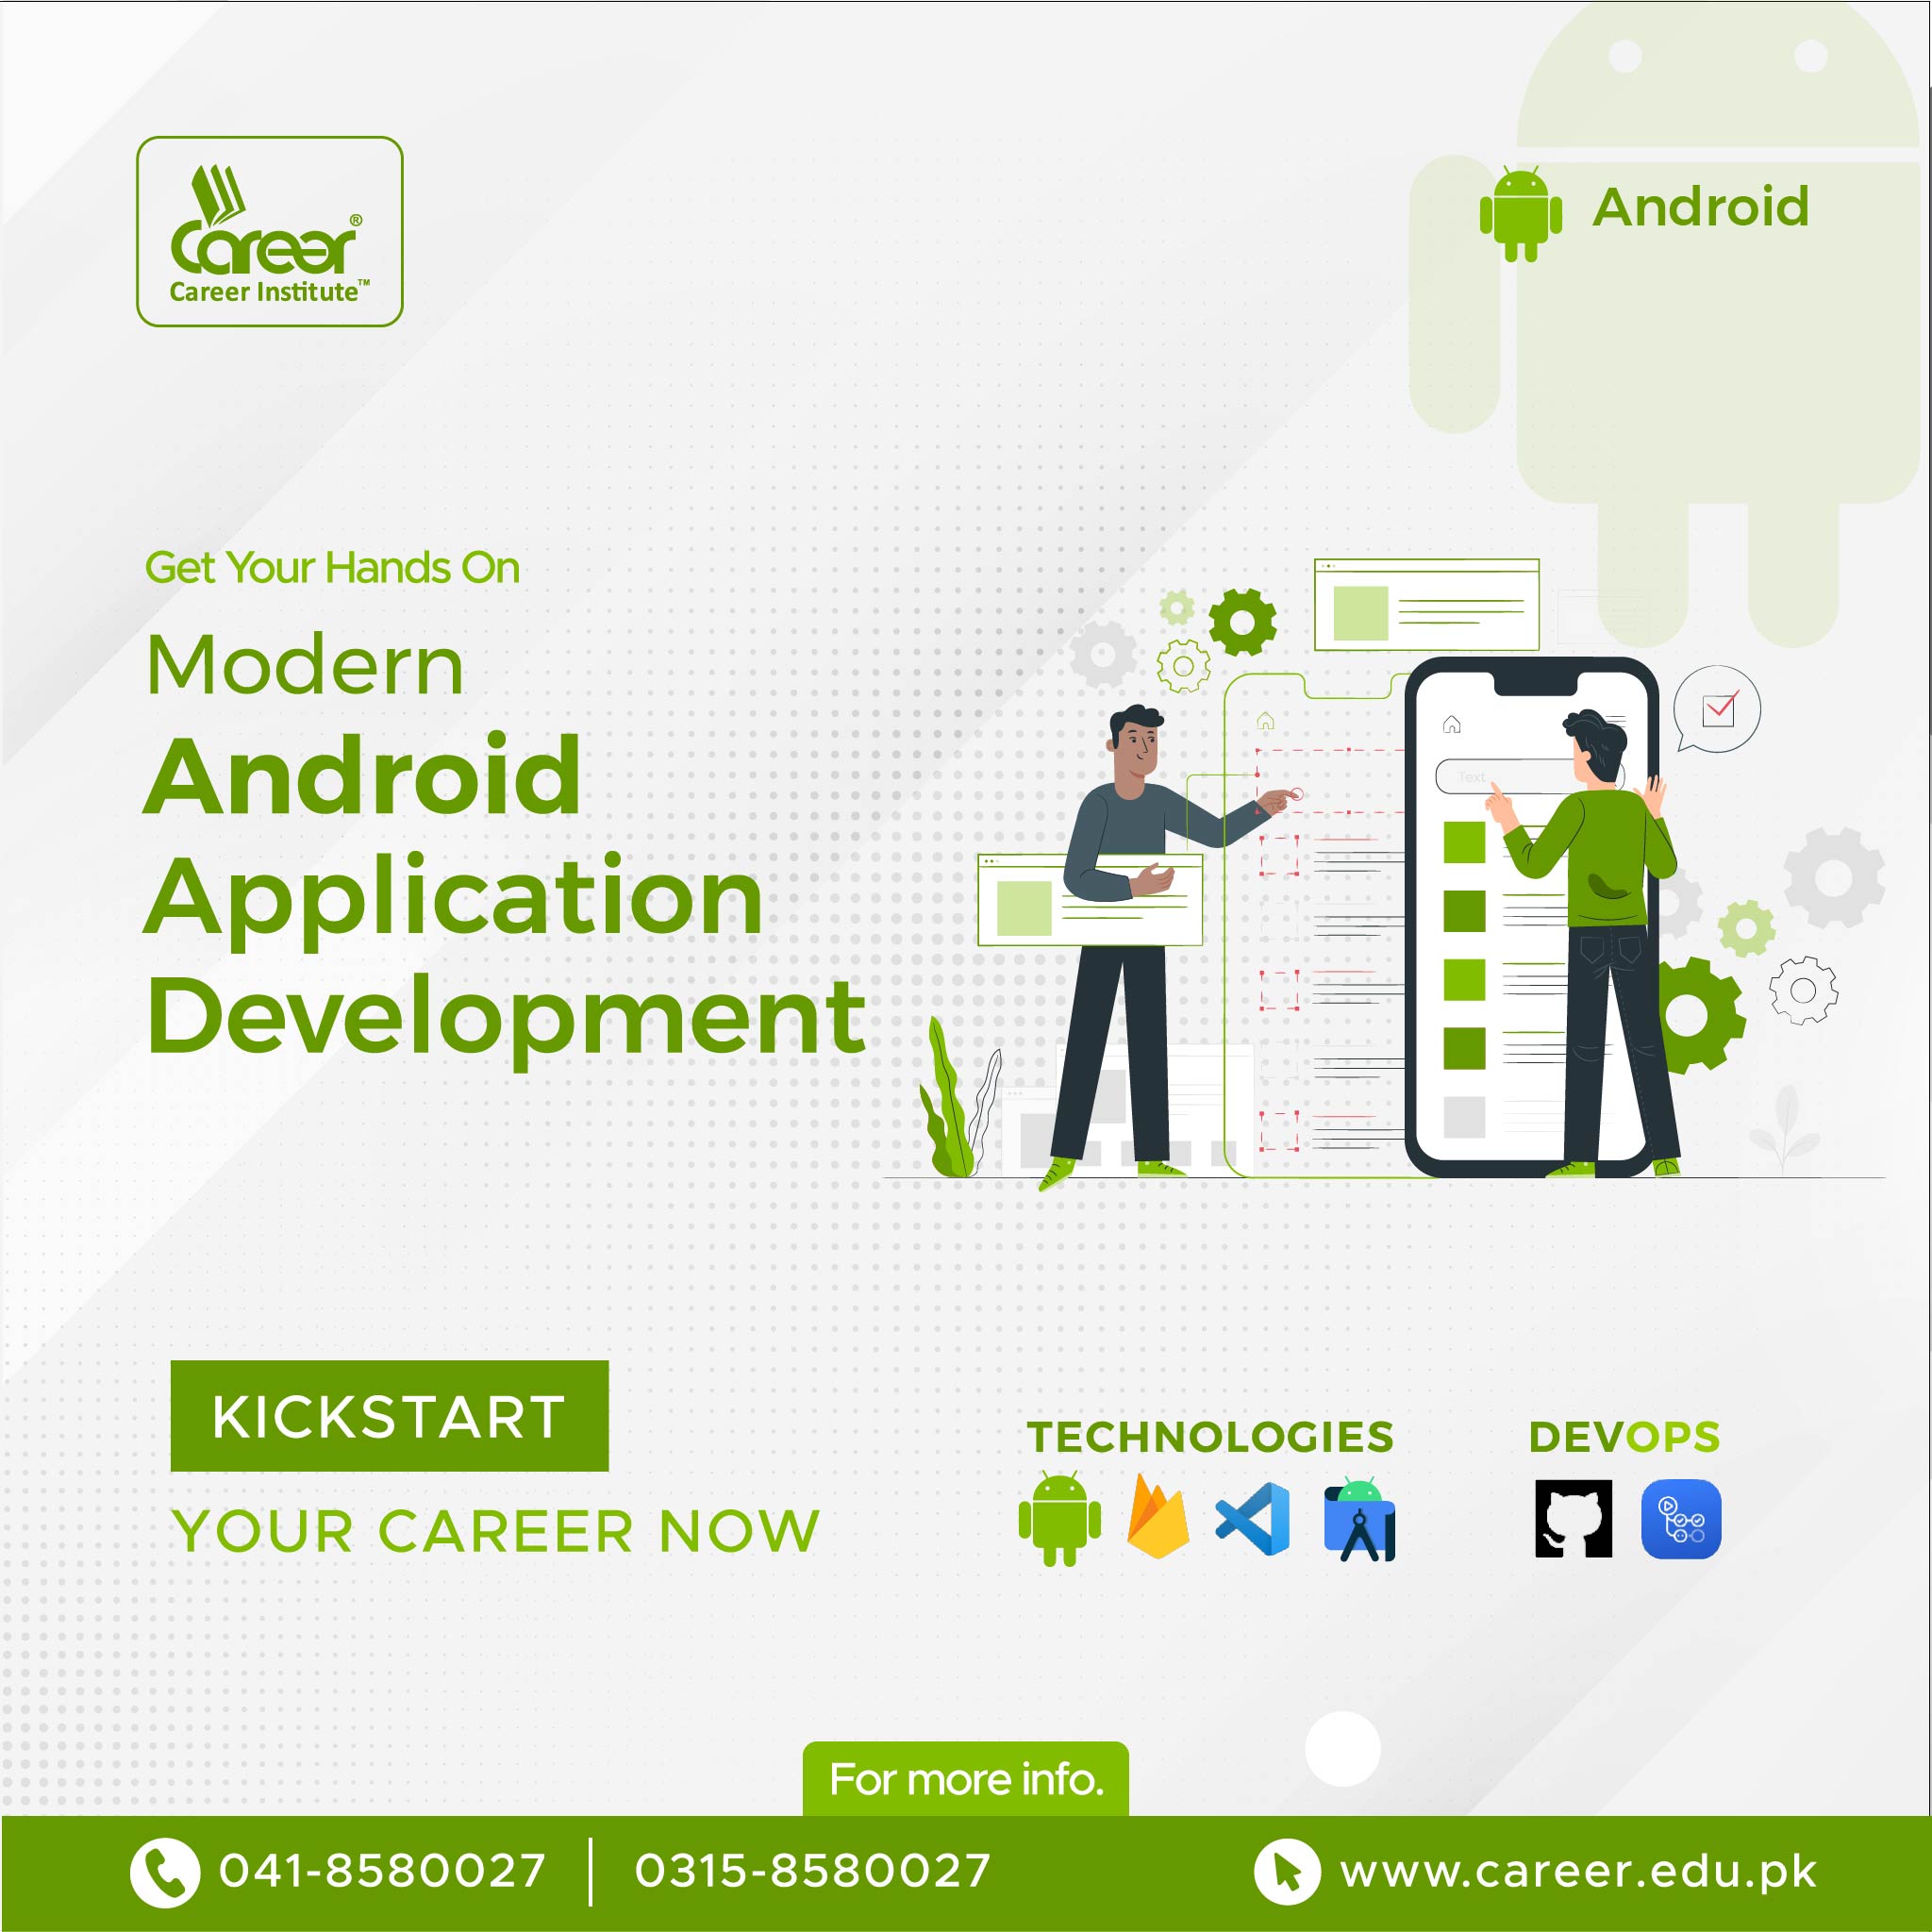 Career®
Career Institute™
Android
Get Your Hands On
Modern
Android
Application
Development
Text
KICKSTART
YOUR CAREER NOW
TECHNOLOGIES
DEVOPS
For more info.
041-8580027 | 0315-8580027
www.career.edu.pk